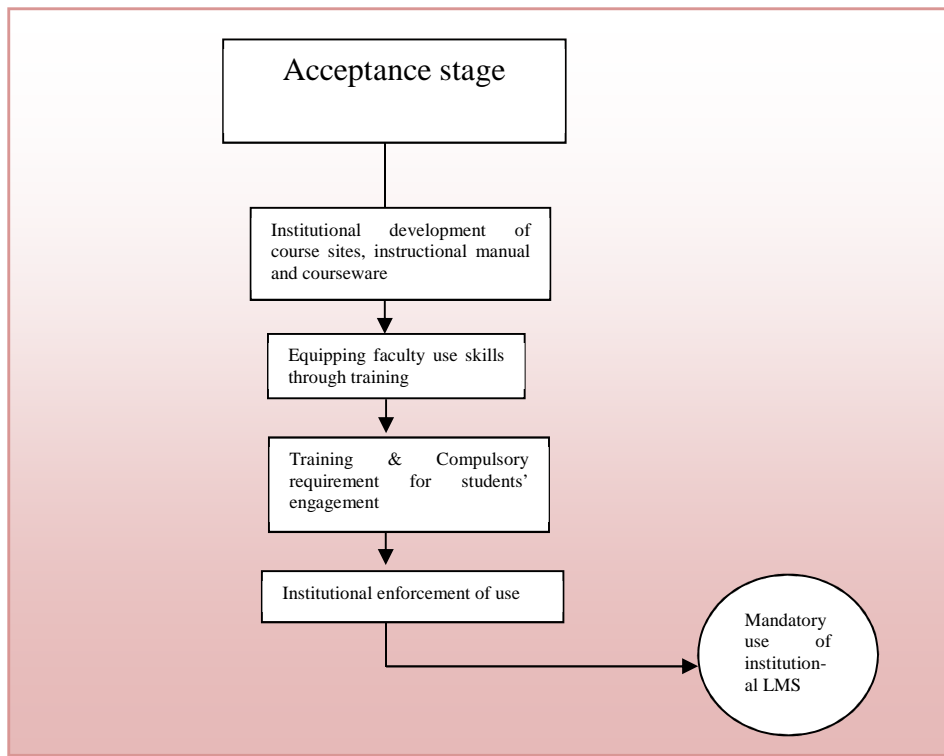 Acceptance stage
Institutional development of
course sites, instructional manual
and courseware
Equipping faculty use skills
through training
Training & Compulsory
requirement for students’
engagement
Institutional enforcement of use
Mandatory
use of
institution-
al LMS